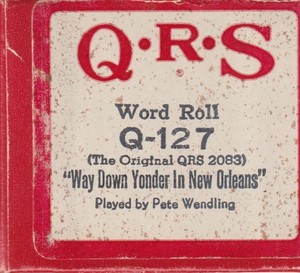 Q·R·S
Word Roll
Q-127
(The Original QRS 2083)
"Way Down Yonder In New Orleans"
Played by Pete Wendling